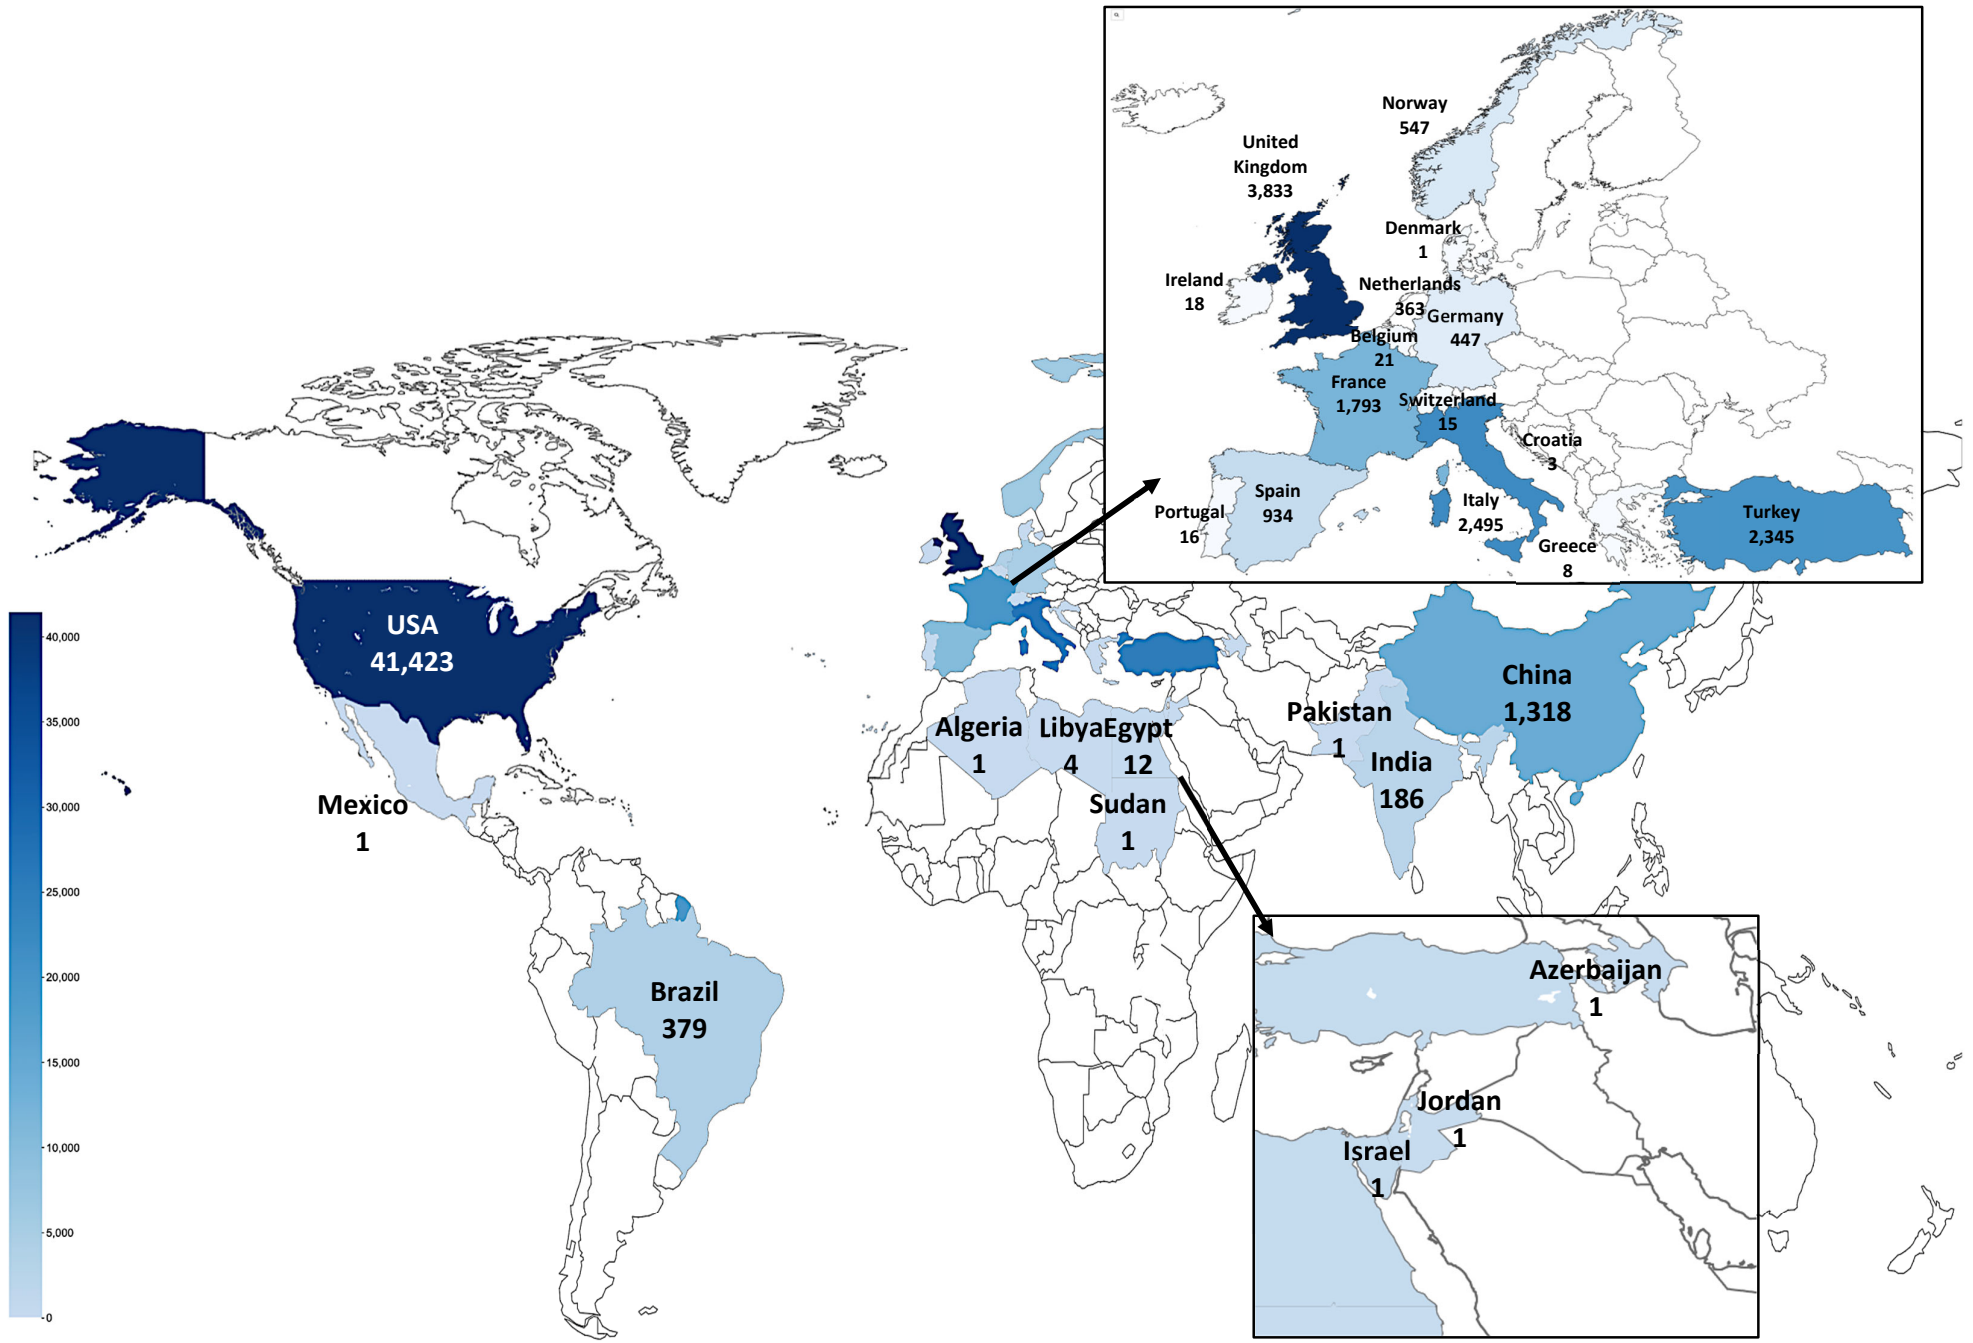 Norway
547
United
Kingdom
3,833
Denmark
1
Ireland
18
Netherlands
363
Germany
447
Belgium
21
France
1,793
Switzerland
15
Croatia
3
Spain
934
Portugal
16
Italy
2,495
Greece
8
Turkey
2,345
USA
41,423
Mexico
1
Brazil
379
Algeria
1
Libya
4
Egypt
12
Sudan
1
Pakistan
1
India
186
China
1,318
Azerbaijan
1
Jordan
1
Israel
1
40,000
35,000
30,000
25,000
20,000
15,000
10,000
5,000
0